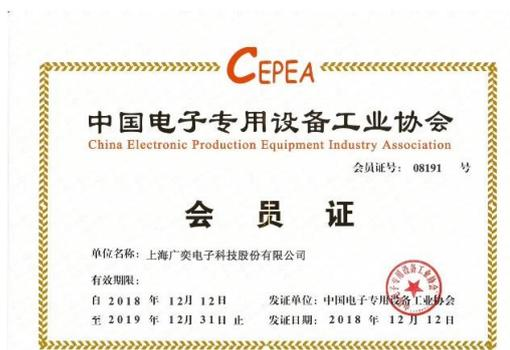 CEPEA
中国电子专用设备工业协会
China Electronic Production Equipment Industry Association
会员证号： 08191 号
会 员 证
单位名称：上海广奕电子科技股份有限公司
有效期限：
自 2018 年 12月 12日 发证单位：中国电子专用设备工业协会
至 2019 年 12月 31日 止 发证日期：2018 年 12 月 12日